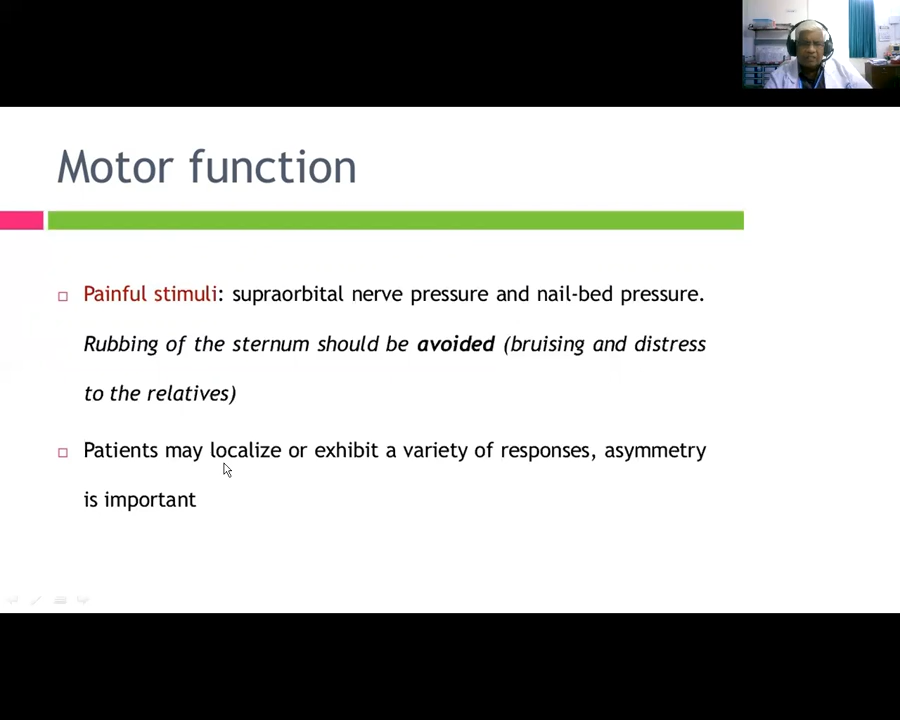 Motor function
Painful stimuli: supraorbital nerve pressure and nail-bed pressure.
Rubbing of the sternum should be avoided (bruising and distress
to the relatives)
Patients may localize or exhibit a variety of responses, asymmetry
is important